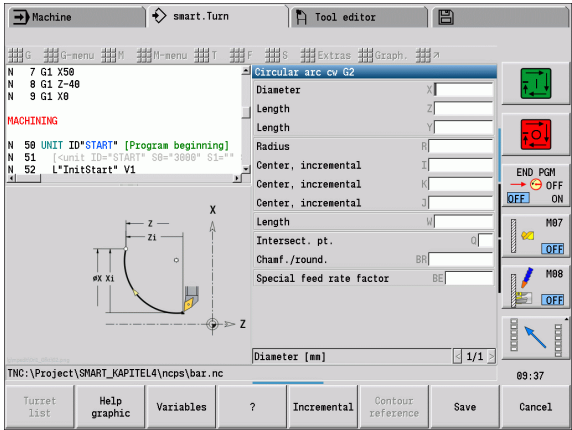 Machine
smart.Turn
Tool editor
G G-menu M M-menu T F S Extras Graph.
N 7 G1 X50
N 8 G1 Z-40
N 9 G1 X0
MACHINING
N 50 UNIT ID"START" [Program beginning]
N 51 [<unit ID="START" S0="3000" S1=""
N 52 L"InitStart" V1
Circular arc cw G2
Diameter X
Length Z
Length Y
Radius R
Center, incremental I
Center, incremental K
Center, incremental J
Length W
Intersect. pt. Q
Chamf./round. BR
Special feed rate factor BE
Diameter [mm]
< 1/1 >
X
Z
Zi
øX Xi
Z
END PGM
OFF
OFF ON
M07
OFF
M08
OFF
TNC:\Project\SMART_KAPITEL4\ncps\bar.nc
09:37
Turret list
Help graphic
Variables
?
Incremental
Contour reference
Save
Cancel